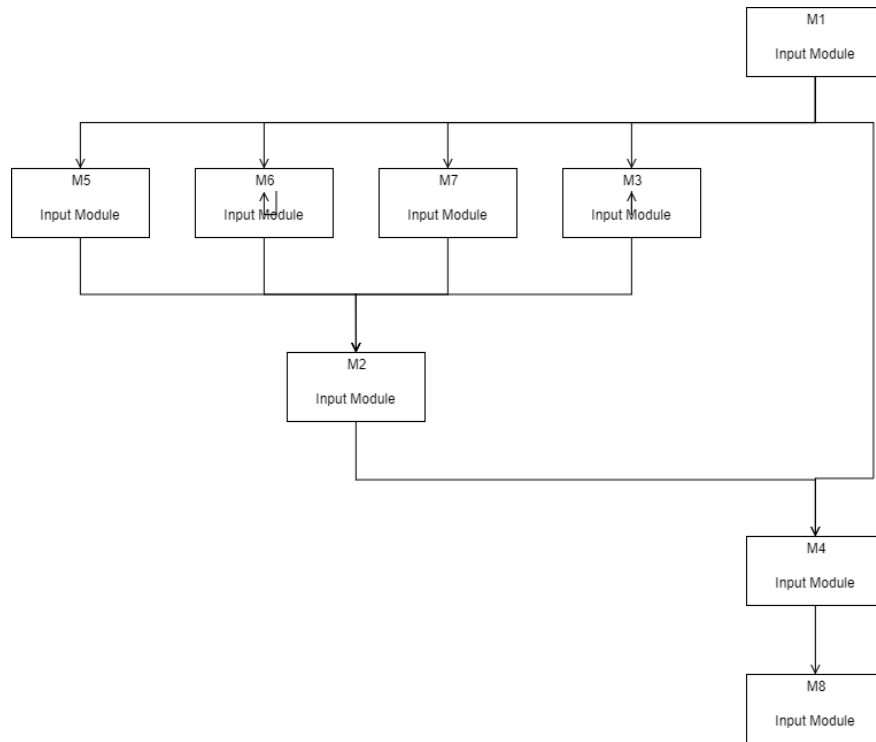 M1
Input Module
M5
Input Module
M6
Input Module
M7
Input Module
M3
Input Module
M2
Input Module
M4
Input Module
M8
Input Module